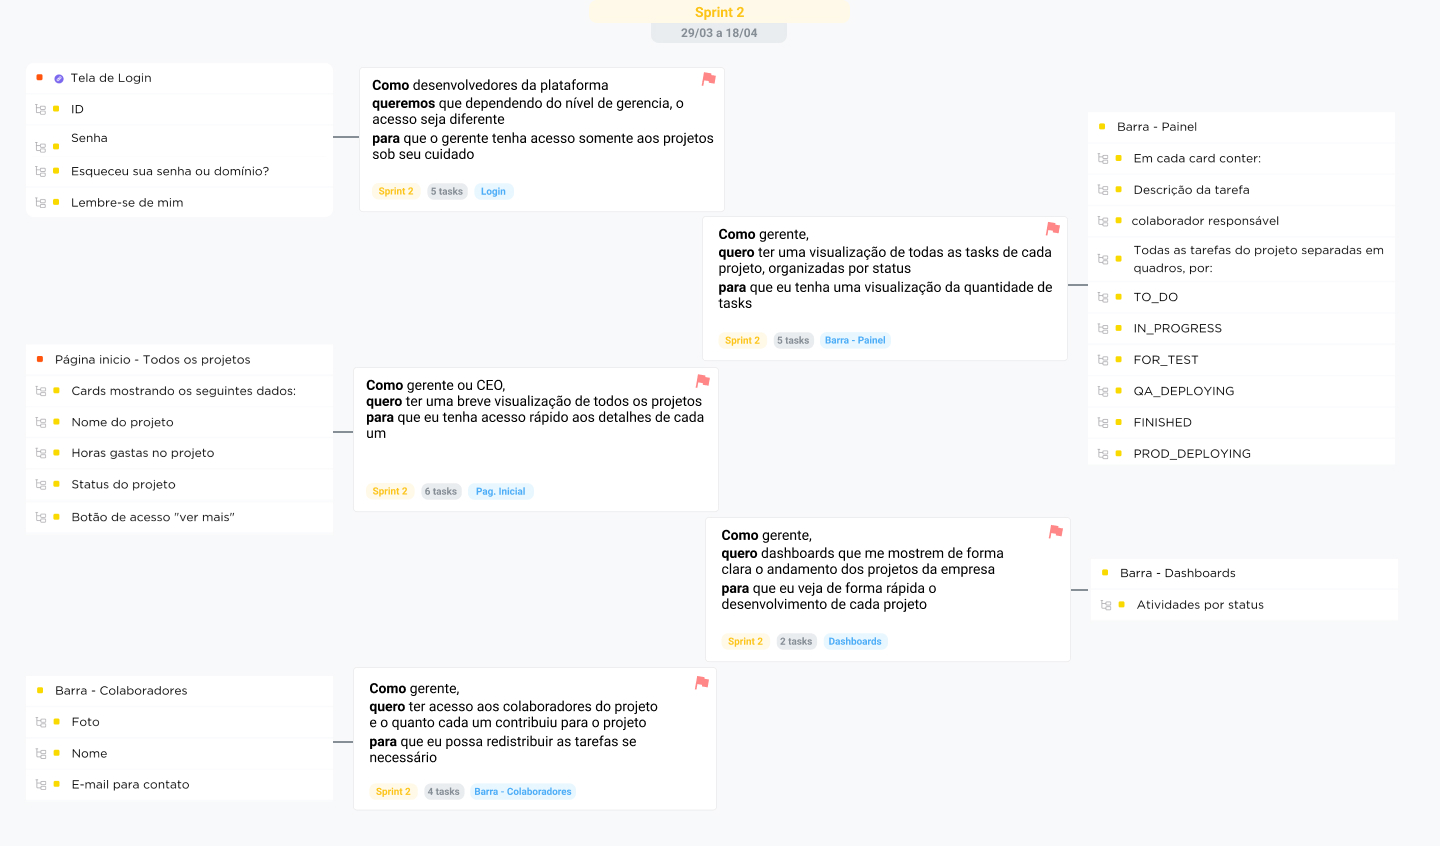 Sprint 2
29/03 a 18/04
Tela de Login
ID
Senha
Esqueceu sua senha ou domínio?
Lembre-se de mim
Como desenvolvedores da plataforma
queremos que dependendo do nível de gerencia, o
acesso seja diferente
para que o gerente tenha acesso somente aos projetos
sob seu cuidado
Sprint 2
5 tasks
Login
Como gerente,
quero ter uma visualização de todas as tasks de cada
projeto, organizadas por status
para que eu tenha uma visualização da quantidade de
tasks
Sprint 2
5 tasks
Barra - Painel
Barra - Painel
Em cada card conter:
Descrição da tarefa
colaborador responsável
Todas as tarefas do projeto separadas em
quadros, por:
TO_DO
IN_PROGRESS
FOR_TEST
QA_DEPLOYING
FINISHED
PROD_DEPLOYING
Página inicio - Todos os projetos
Cards mostrando os seguintes dados:
Nome do projeto
Horas gastas no projeto
Status do projeto
Botão de acesso "ver mais"
Como gerente ou CEO,
quero ter uma breve visualização de todos os projetos
para que eu tenha acesso rápido aos detalhes de cada
um
Sprint 2
6 tasks
Pag. Inicial
Como gerente,
quero dashboards que me mostrem de forma
clara o andamento dos projetos da empresa
para que eu veja de forma rápida o
desenvolvimento de cada projeto
Sprint 2
2 tasks
Dashboards
Barra - Dashboards
Atividades por status
Barra - Colaboradores
Foto
Nome
E-mail para contato
Como gerente,
quero ter acesso aos colaboradores do projeto
e o quanto cada um contribuiu para o projeto
para que eu possa redistribuir as tarefas se
necessário
Sprint 2
4 tasks
Barra - Colaboradores